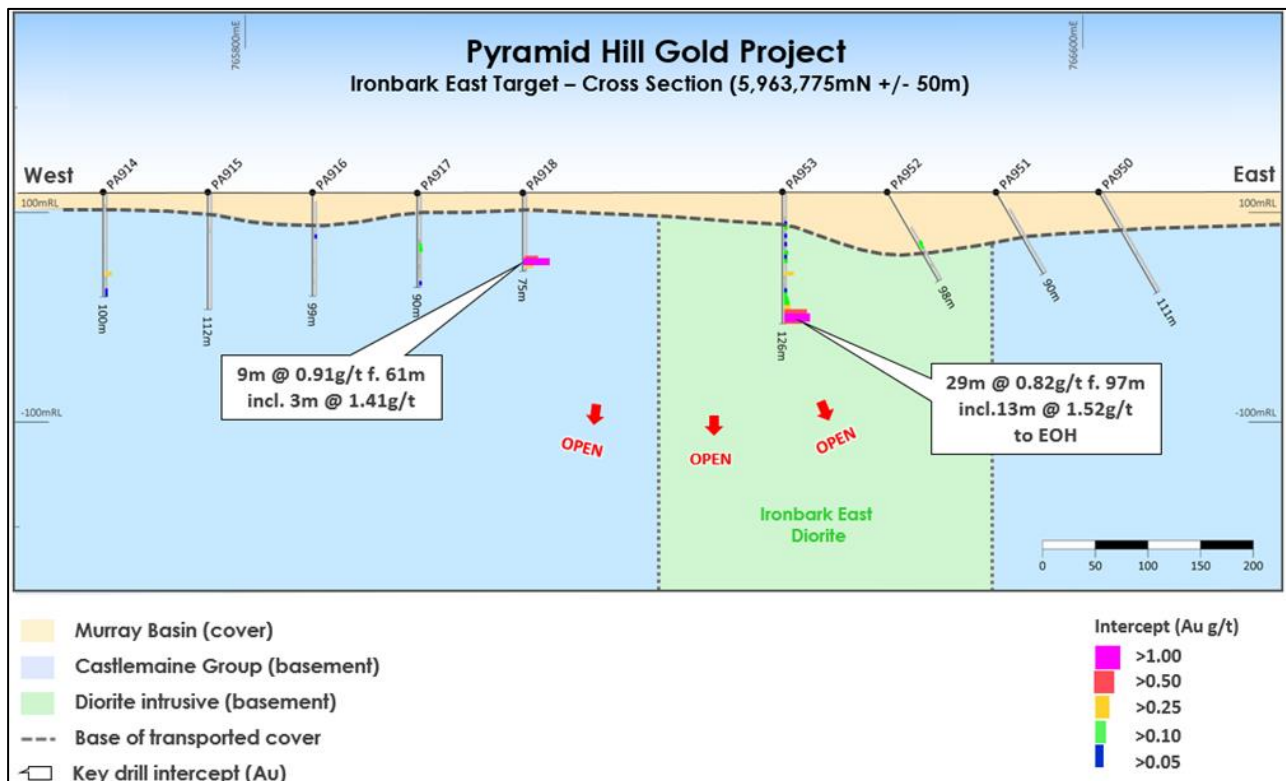 765800mE
766600mE
Pyramid Hill Gold Project
Ironbark East Target – Cross Section (5,963,775mN +/- 50m)
West
East
PA914
PA915
PA916
PA917
PA918
PA953
PA952
PA951
PA950
100mRL
100mRL
100m
112m
99m
90m
75m
126m
98m
90m
111m
9m @ 0.91g/t f. 61m
incl. 3m @ 1.41g/t
29m @ 0.82g/t f. 97m
incl.13m @ 1.52g/t
to EOH
-100mRL
-100mRL
OPEN
OPEN
OPEN
Ironbark East
Diorite
0 50 100 150 200
Murray Basin (cover)
Castlemaine Group (basement)
Diorite intrusive (basement)
Base of transported cover
Key drill intercept (Au)
Intercept (Au g/t)
>1.00
>0.50
>0.25
>0.10
>0.05